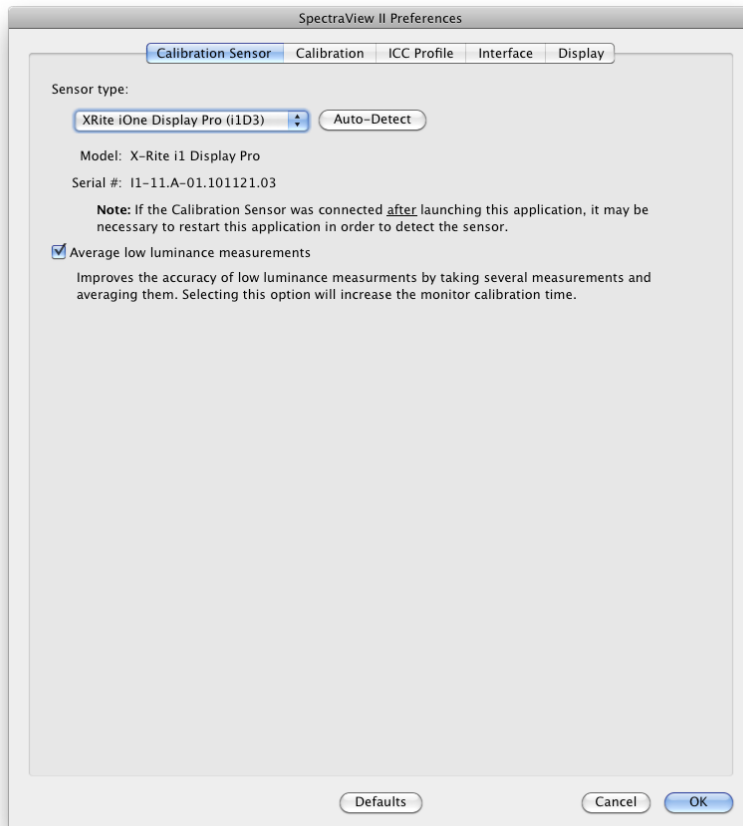 SpectraView II Preferences
Calibration Sensor Calibration ICC Profile Interface Display
Sensor type:
XRite iOne Display Pro (i1D3) Auto-Detect
Model: X-Rite i1 Display Pro
Serial #: I1-11.A-01.101121.03
Note: If the Calibration Sensor was connected after launching this application, it may be
necessary to restart this application in order to detect the sensor.
Average low luminance measurements
Improves the accuracy of low luminance measurments by taking several measurements and
averaging them. Selecting this option will increase the monitor calibration time.
Defaults Cancel OK